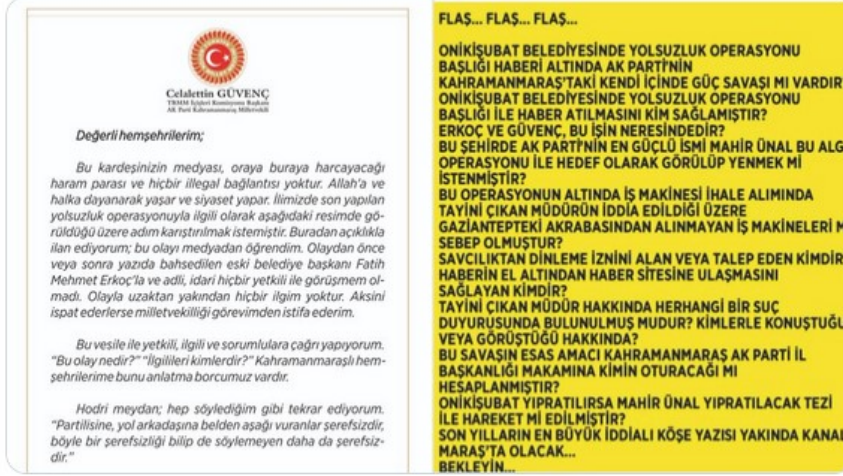 Celalettin GÜVENÇ
TBMM İçişleri Komisyonu Başkanı
AK Parti Kahramanmaraş Milletvekili
Değerli hemşehrilerim;
Bu kardeşinizin medyası, oraya buraya harcayacağı
haram parası ve hiçbir illegal bağlantısı yoktur. Allah'a ve
halka dayanarak yaşar ve siyaset yapar. İlimizde son yapılan
yolsuzluk operasyonuyla ilgili olarak aşağıdaki resimde gö-
rüldüğü üzere adım karıştırılmak istemiştir. Buradan açıklıkla
ilan ediyorum; bu olayı medyadan öğrendim. Olaydan önce
veya sonra yazıda bahsedilen eski belediye başkanı Fatih
Mehmet Erkoç'la ve adli, idari hiçbir yetkili ile görüşmem ol-
madı. Olayla uzaktan yakından hiçbir ilgim yoktur. Aksini
ispat ederlerse milletvekilliği görevimden istifa ederim.
Bu vesile ile yetkili, ilgili ve sorumlulara çağrı yapıyorum.
"Bu olay nedir?" "İlgilileri kimlerdir?" Kahramanmaraşlı hem-
şehrilerime bunu anlatma borcumuz vardır.
Hodri meydan; hep söylediğim gibi tekrar ediyorum.
"Partilisine, yol arkadaşına belden aşağı vuranlar şerefsizdir,
böyle bir şerefsizliği bilip de söylemeyen daha da şerefsiz-
dir."
FLAŞ... FLAŞ... FLAŞ...
ONİKİŞUBAT BELEDİYESİNDE YOLSUZLUK OPERASYONU
BAŞLIĞI HABERİ ALTINDA AK PARTİ'NİN
KAHRAMANMARAŞ'TAKİ KENDİ İÇİNDE GÜÇ SAVAŞI MI VARDIR
ONİKİŞUBAT BELEDİYESİNDE YOLSUZLUK OPERASYONU
BAŞLIĞI İLE HABER ATILMASINI KİM SAĞLAMIŞTIR?
ERKOÇ VE GÜVENÇ, BU İŞİN NERESİNDEDİR?
BU ŞEHİRDE AK PARTİ'NİN EN GÜÇLÜ İSMİ MAHİR ÜNAL BU ALG
OPERASYONU İLE HEDEF OLARAK GÖRÜLÜP YENMEK Mİ
İSTENMİŞTİR?
BU OPERASYONUN ALTINDA İŞ MAKİNESİ İHALE ALIMINDA
TAYİNİ ÇIKAN MÜDÜRÜN İDDİA EDİLDİĞİ ÜZERE
GAZİANTEPTEKİ AKRABASINDAN ALINMAYAN İŞ MAKİNELERİ M
SEBEP OLMUŞTUR?
SAVCILIKTAN DİNLEME İZNİNİ ALAN VEYA TALEP EDEN KİMDİR
HABERİN EL ALTINDAN HABER SİTESİNE ULAŞMASINI
SAĞLAYAN KİMDİR?
TAYİNİ ÇIKAN MÜDÜR HAKKINDA HERHANGİ BİR SUÇ
DUYURUSUNDA BULUNULMUŞ MUDUR? KİMLERLE KONUŞTUĞU
VEYA GÖRÜŞTÜĞÜ HAKKINDA?
BU SAVAŞIN ESAS AMACI KAHRAMANMARAŞ AK PARTİ İL
BAŞKANLIĞI MAKAMINA KİMİN OTURACAĞI MI
HESAPLANMIŞTIR?
ONİKİŞUBAT YIPRATILIRSA MAHİR ÜNAL YIPRATILACAK TEZİ
İLE HAREKET Mİ EDİLMİŞTİR?
SON YILLARIN EN BÜYÜK İDDİALI KÖŞE YAZISI YAKINDA KANAL
MARAŞ'TA OLACAK...
BEKLEYİN...